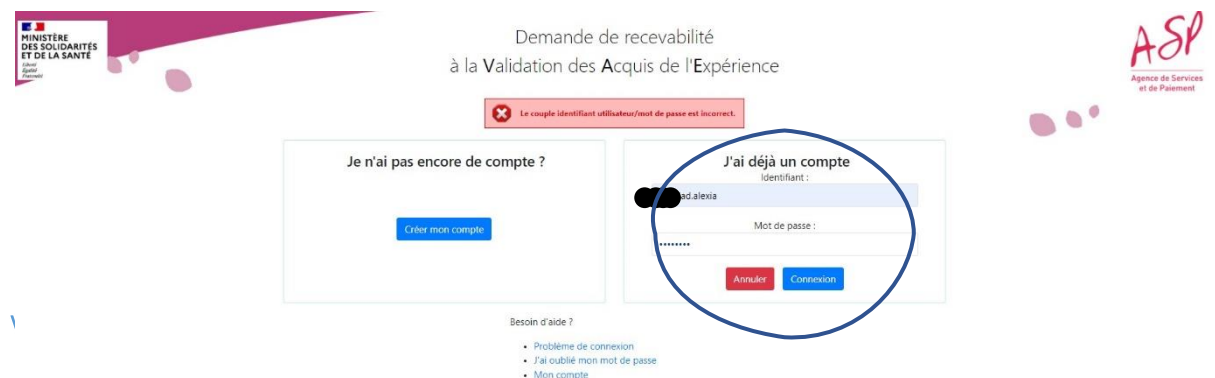 MINISTÈRE
DES SOLIDARITÉS
ET DE LA SANTÉ
Liberté
Égalité
Fraternité
Demande de recevabilité
à la Validation des Acquis de l'Expérience
ASP
Agence de Services
et de Paiement
Le couple identifiant utilisateur/mot de passe est incorrect.
Je n'ai pas encore de compte ?
Créer mon compte
J'ai déjà un compte
Identifiant :
ad.alexia
Mot de passe :
••••••••
Annuler
Connexion
Besoin d'aide ?
• Problème de connexion
• J'ai oublié mon mot de passe
• Mon compte